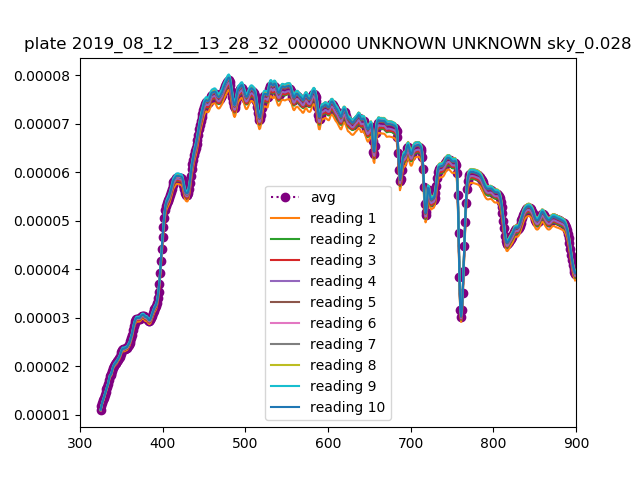 plate 2019_08_12___13_28_32_000000 UNKNOWN UNKNOWN sky_0.028
0.00008
0.00007
0.00006
0.00005
0.00004
0.00003
0.00002
0.00001
avg
reading 1
reading 2
reading 3
reading 4
reading 5
reading 6
reading 7
reading 8
reading 9
reading 10
300 400 500 600 700 800 900